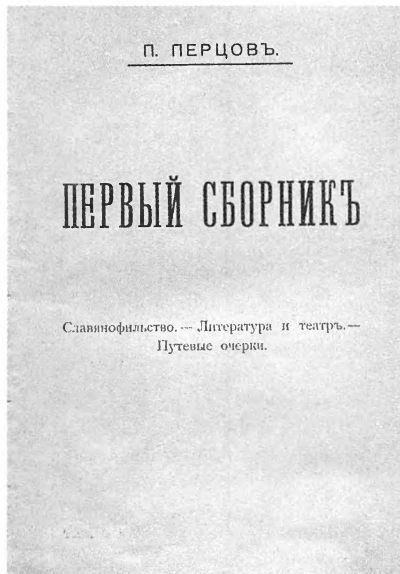 П. ПЕРЦОВЪ.
ПЕРВЫЙ СБОРНИКЪ
Славянофильство. — Литература и театръ. —
Путевые очерки.